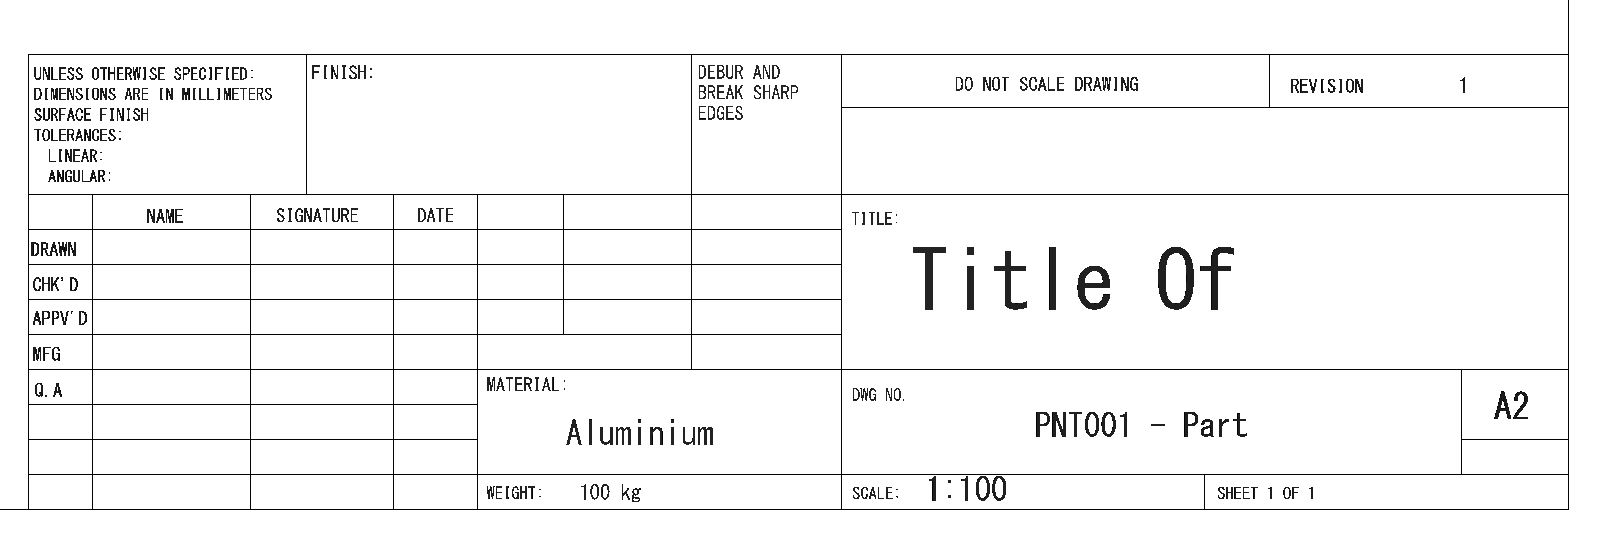 UNLESS OTHERWISE SPECIFIED:
DIMENSIONS ARE IN MILLIMETERS
SURFACE FINISH
TOLERANCES:
LINEAR:
ANGULAR:
FINISH:
DEBUR AND
BREAK SHARP
EDGES
DO NOT SCALE DRAWING
REVISION 1
NAME SIGNATURE DATE
DRAWN
CHK'D
APPV'D
MFG
Q.A
TITLE:
Title Of
MATERIAL:
Aluminium
DWG NO.
PNT001 - Part
A2
WEIGHT: 100 kg
SCALE: 1:100
SHEET 1 OF 1